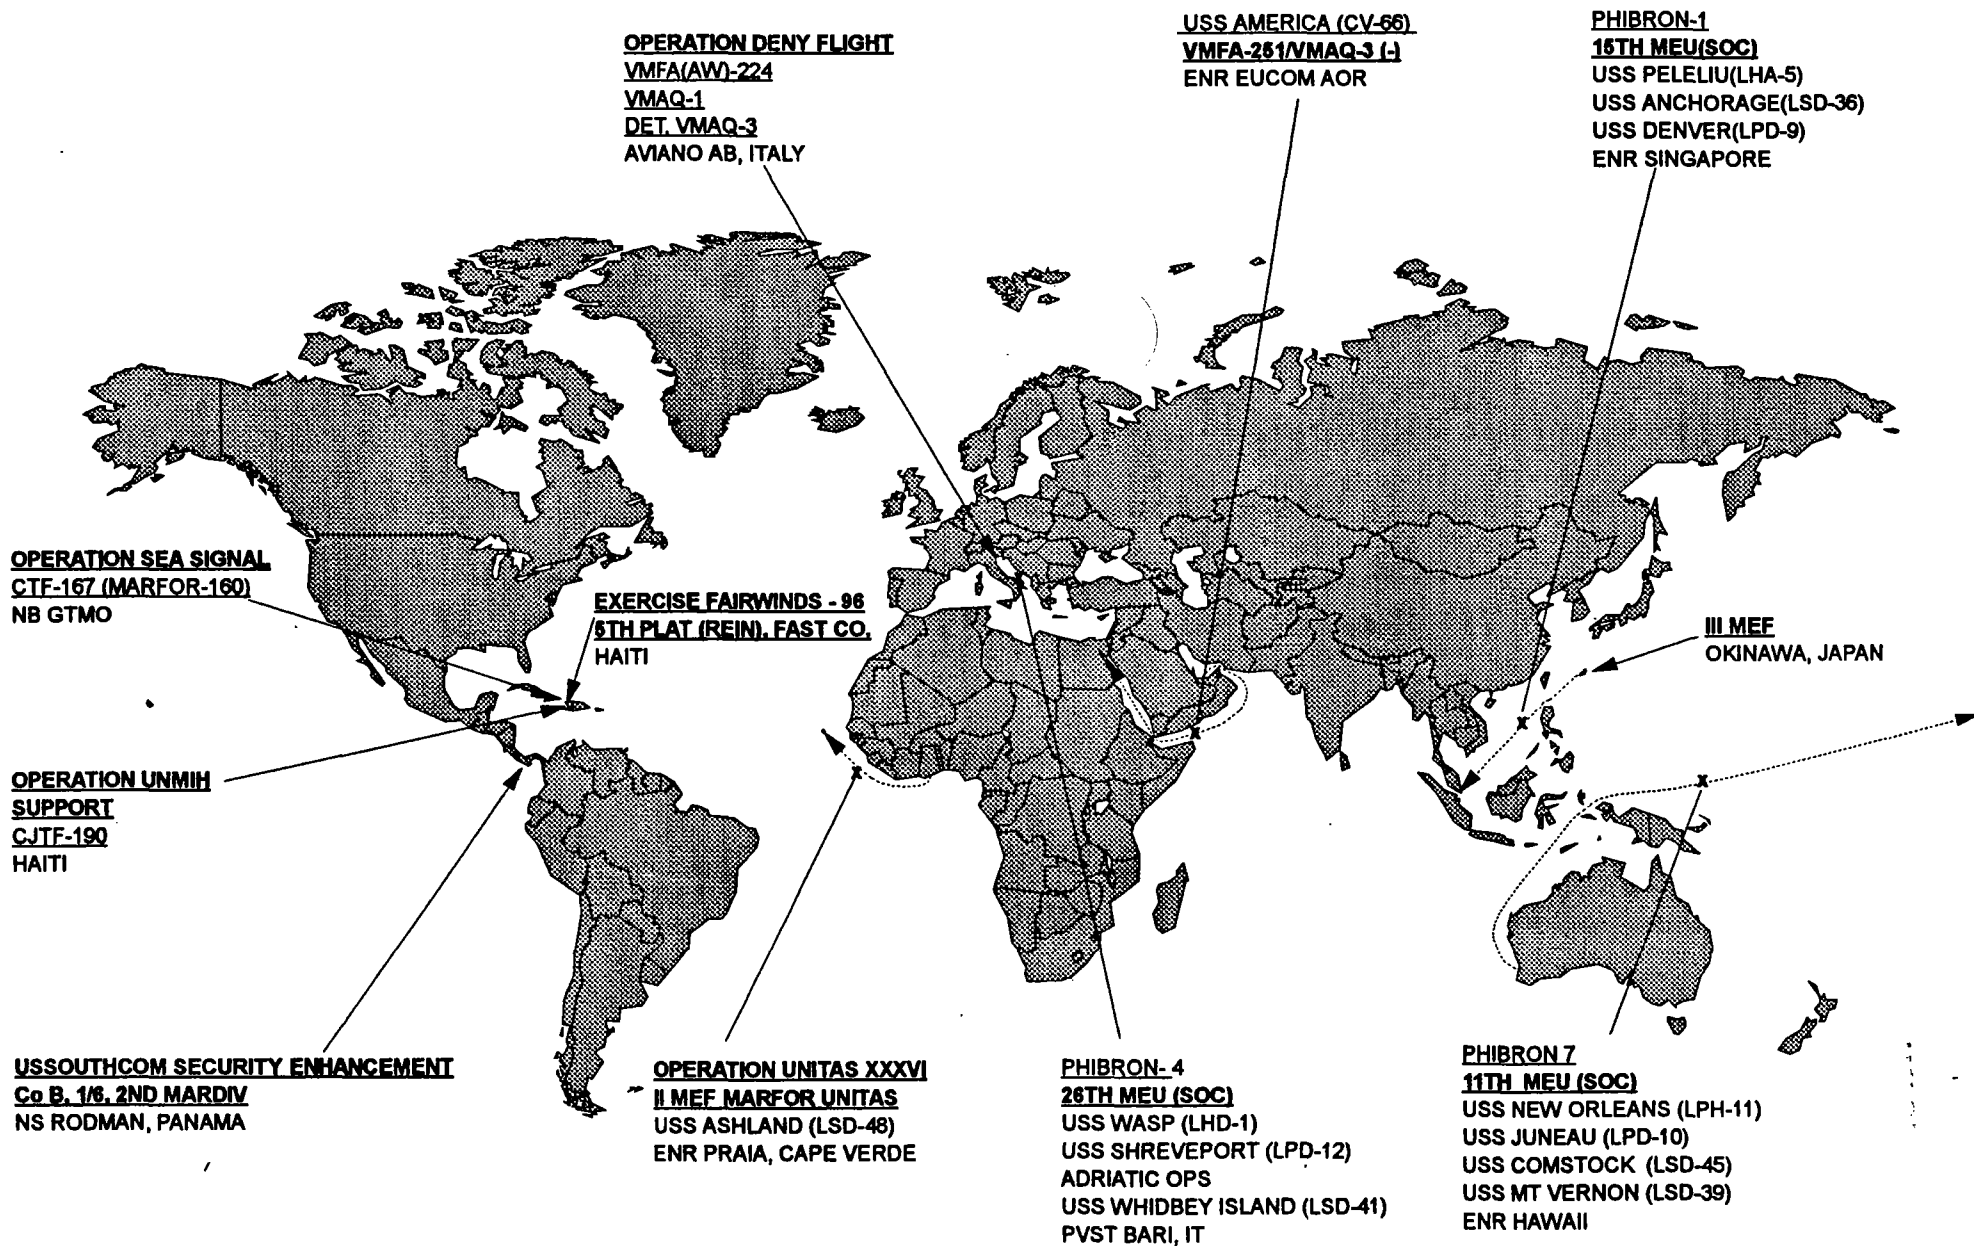 OPERATION DENY FLIGHT
VMFA(AW)-224
VMAQ-1
DET. VMAQ-3
AVIANO AB, ITALY
USS AMERICA (CV-66)
VMFA-251/VMAQ-3 (-)
ENR EUCOM AOR
PHIBRON-1
15TH MEU(SOC)
USS PELELIU(LHA-5)
USS ANCHORAGE(LSD-36)
USS DENVER(LPD-9)
ENR SINGAPORE
OPERATION SEA SIGNAL
CTF-167 (MARFOR-160)
NB GTMO
EXERCISE FAIRWINDS - 96
5TH PLAT (REIN), FAST CO,
HAITI
III MEF
OKINAWA, JAPAN
OPERATION UNMIH
SUPPORT
CJTF-190
HAITI
USSOUTHCOM SECURITY ENHANCEMENT
Co B, 1/6, 2ND MARDIV
NS RODMAN, PANAMA
OPERATION UNITAS XXXVI
II MEF MARFOR UNITAS
USS ASHLAND (LSD-48)
ENR PRAIA, CAPE VERDE
PHIBRON- 4
26TH MEU (SOC)
USS WASP (LHD-1)
USS SHREVEPORT (LPD-12)
ADRIATIC OPS
USS WHIDBEY ISLAND (LSD-41)
PVST BARI, IT
PHIBRON 7
11TH MEU (SOC)
USS NEW ORLEANS (LPH-11)
USS JUNEAU (LPD-10)
USS COMSTOCK (LSD-45)
USS MT VERNON (LSD-39)
ENR HAWAII